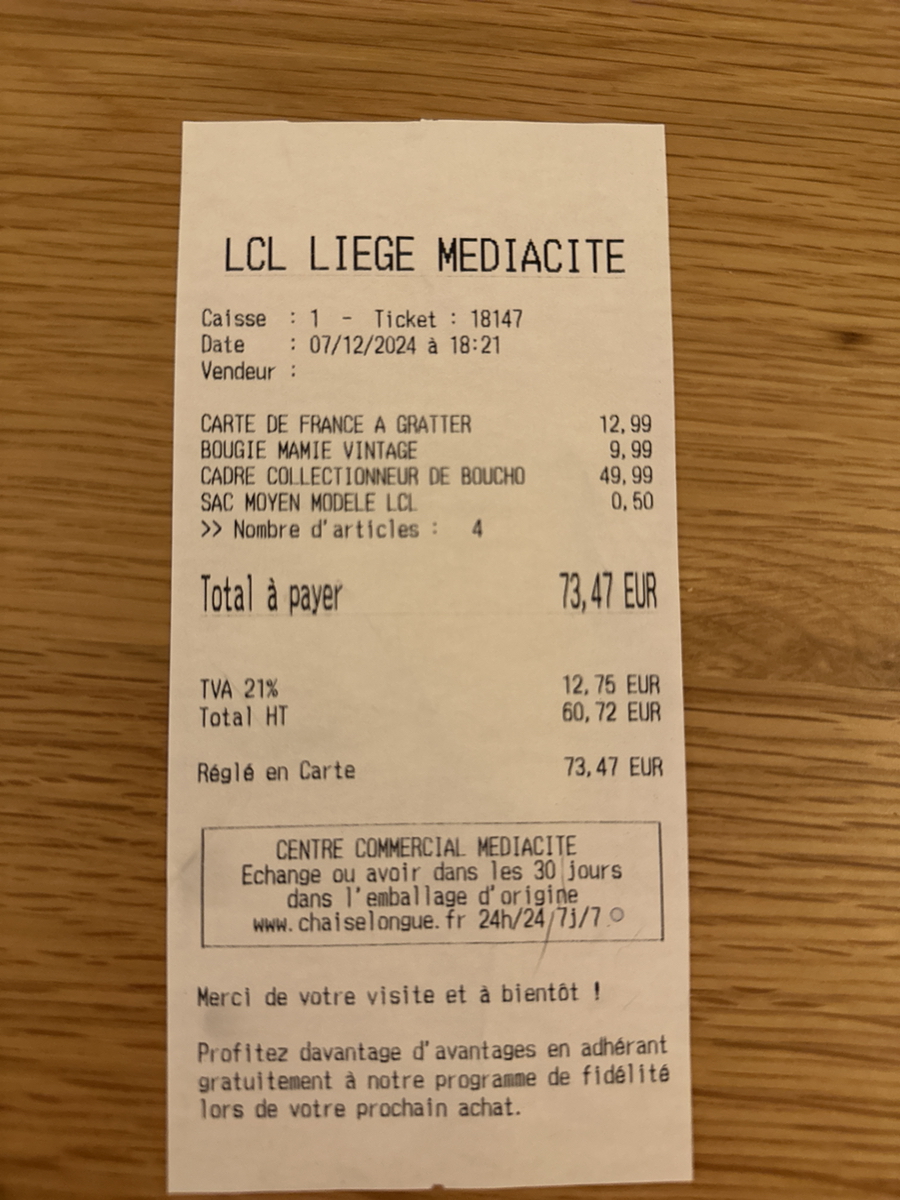 LCL LIEGE MEDIACITE
Caisse : 1 - Ticket : 18147
Date : 07/12/2024 à 18:21
Vendeur :
CARTE DE FRANCE A GRATTER 12,99
BOUGIE MAMIE VINTAGE 9,99
CADRE COLLECTIONNEUR DE BOUCHO 49,99
SAC MOYEN MODELE LCL 0,50
>> Nombre d'articles : 4
Total à payer 73,47 EUR
TVA 21% 12,75 EUR
Total HT 60,72 EUR
Réglé en Carte 73,47 EUR
CENTRE COMMERCIAL MEDIACITE
Echange ou avoir dans les 30 jours
dans l'emballage d'origine
www.chaiselongue.fr 24h/24/7j/7
Merci de votre visite et à bientôt !
Profitez davantage d'avantages en adhérant
gratuitement à notre programme de fidélité
lors de votre prochain achat.